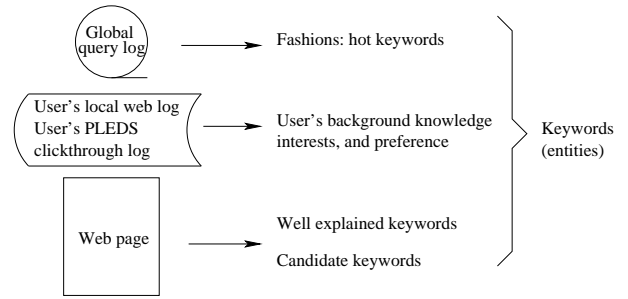 Global
query log
Fashions: hot keywords
User's local web log
User's PLEDS
clickthrough log
User's background knowledge
interests, and preference
Keywords
(entities)
Web page
Well explained keywords
Candidate keywords